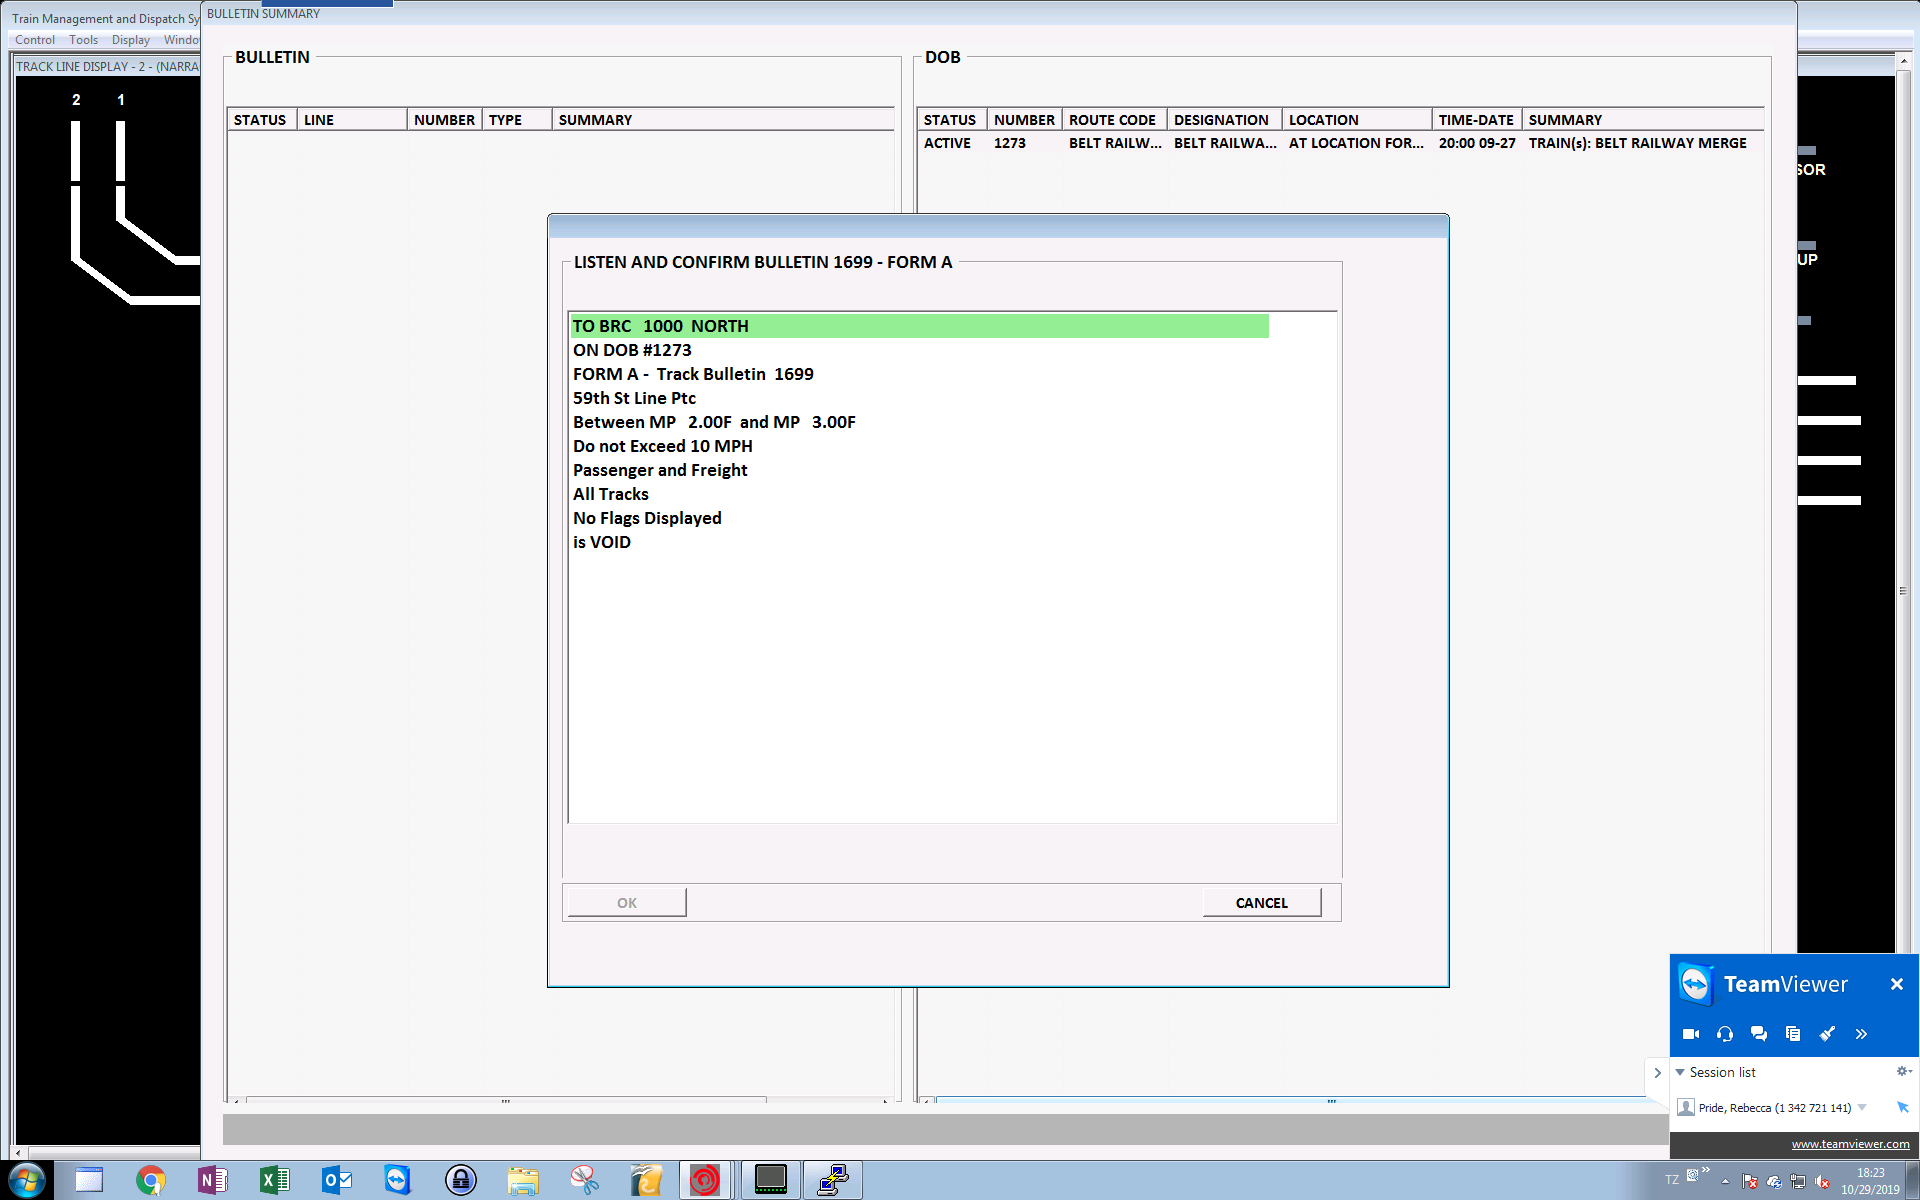 Train Management and Dispatch Sy
BULLETIN SUMMARY
Control Tools Display Windo
TRACK LINE DISPLAY - 2 - (NARRA
2 1
BULLETIN
STATUS LINE NUMBER TYPE SUMMARY
DOB
STATUS NUMBER ROUTE CODE DESIGNATION LOCATION TIME-DATE SUMMARY
ACTIVE 1273 BELT RAILW... BELT RAILWA... AT LOCATION FOR... 20:00 09-27 TRAIN(s): BELT RAILWAY MERGE
SOR
UP
LISTEN AND CONFIRM BULLETIN 1699 - FORM A
TO BRC 1000 NORTH
ON DOB #1273
FORM A - Track Bulletin 1699
59th St Line Ptc
Between MP 2.00F and MP 3.00F
Do not Exceed 10 MPH
Passenger and Freight
All Tracks
No Flags Displayed
is VOID
OK CANCEL
TeamViewer
Session list
Pride, Rebecca (1 342 721 141)
www.teamviewer.com
TZ
18:23
10/29/2019